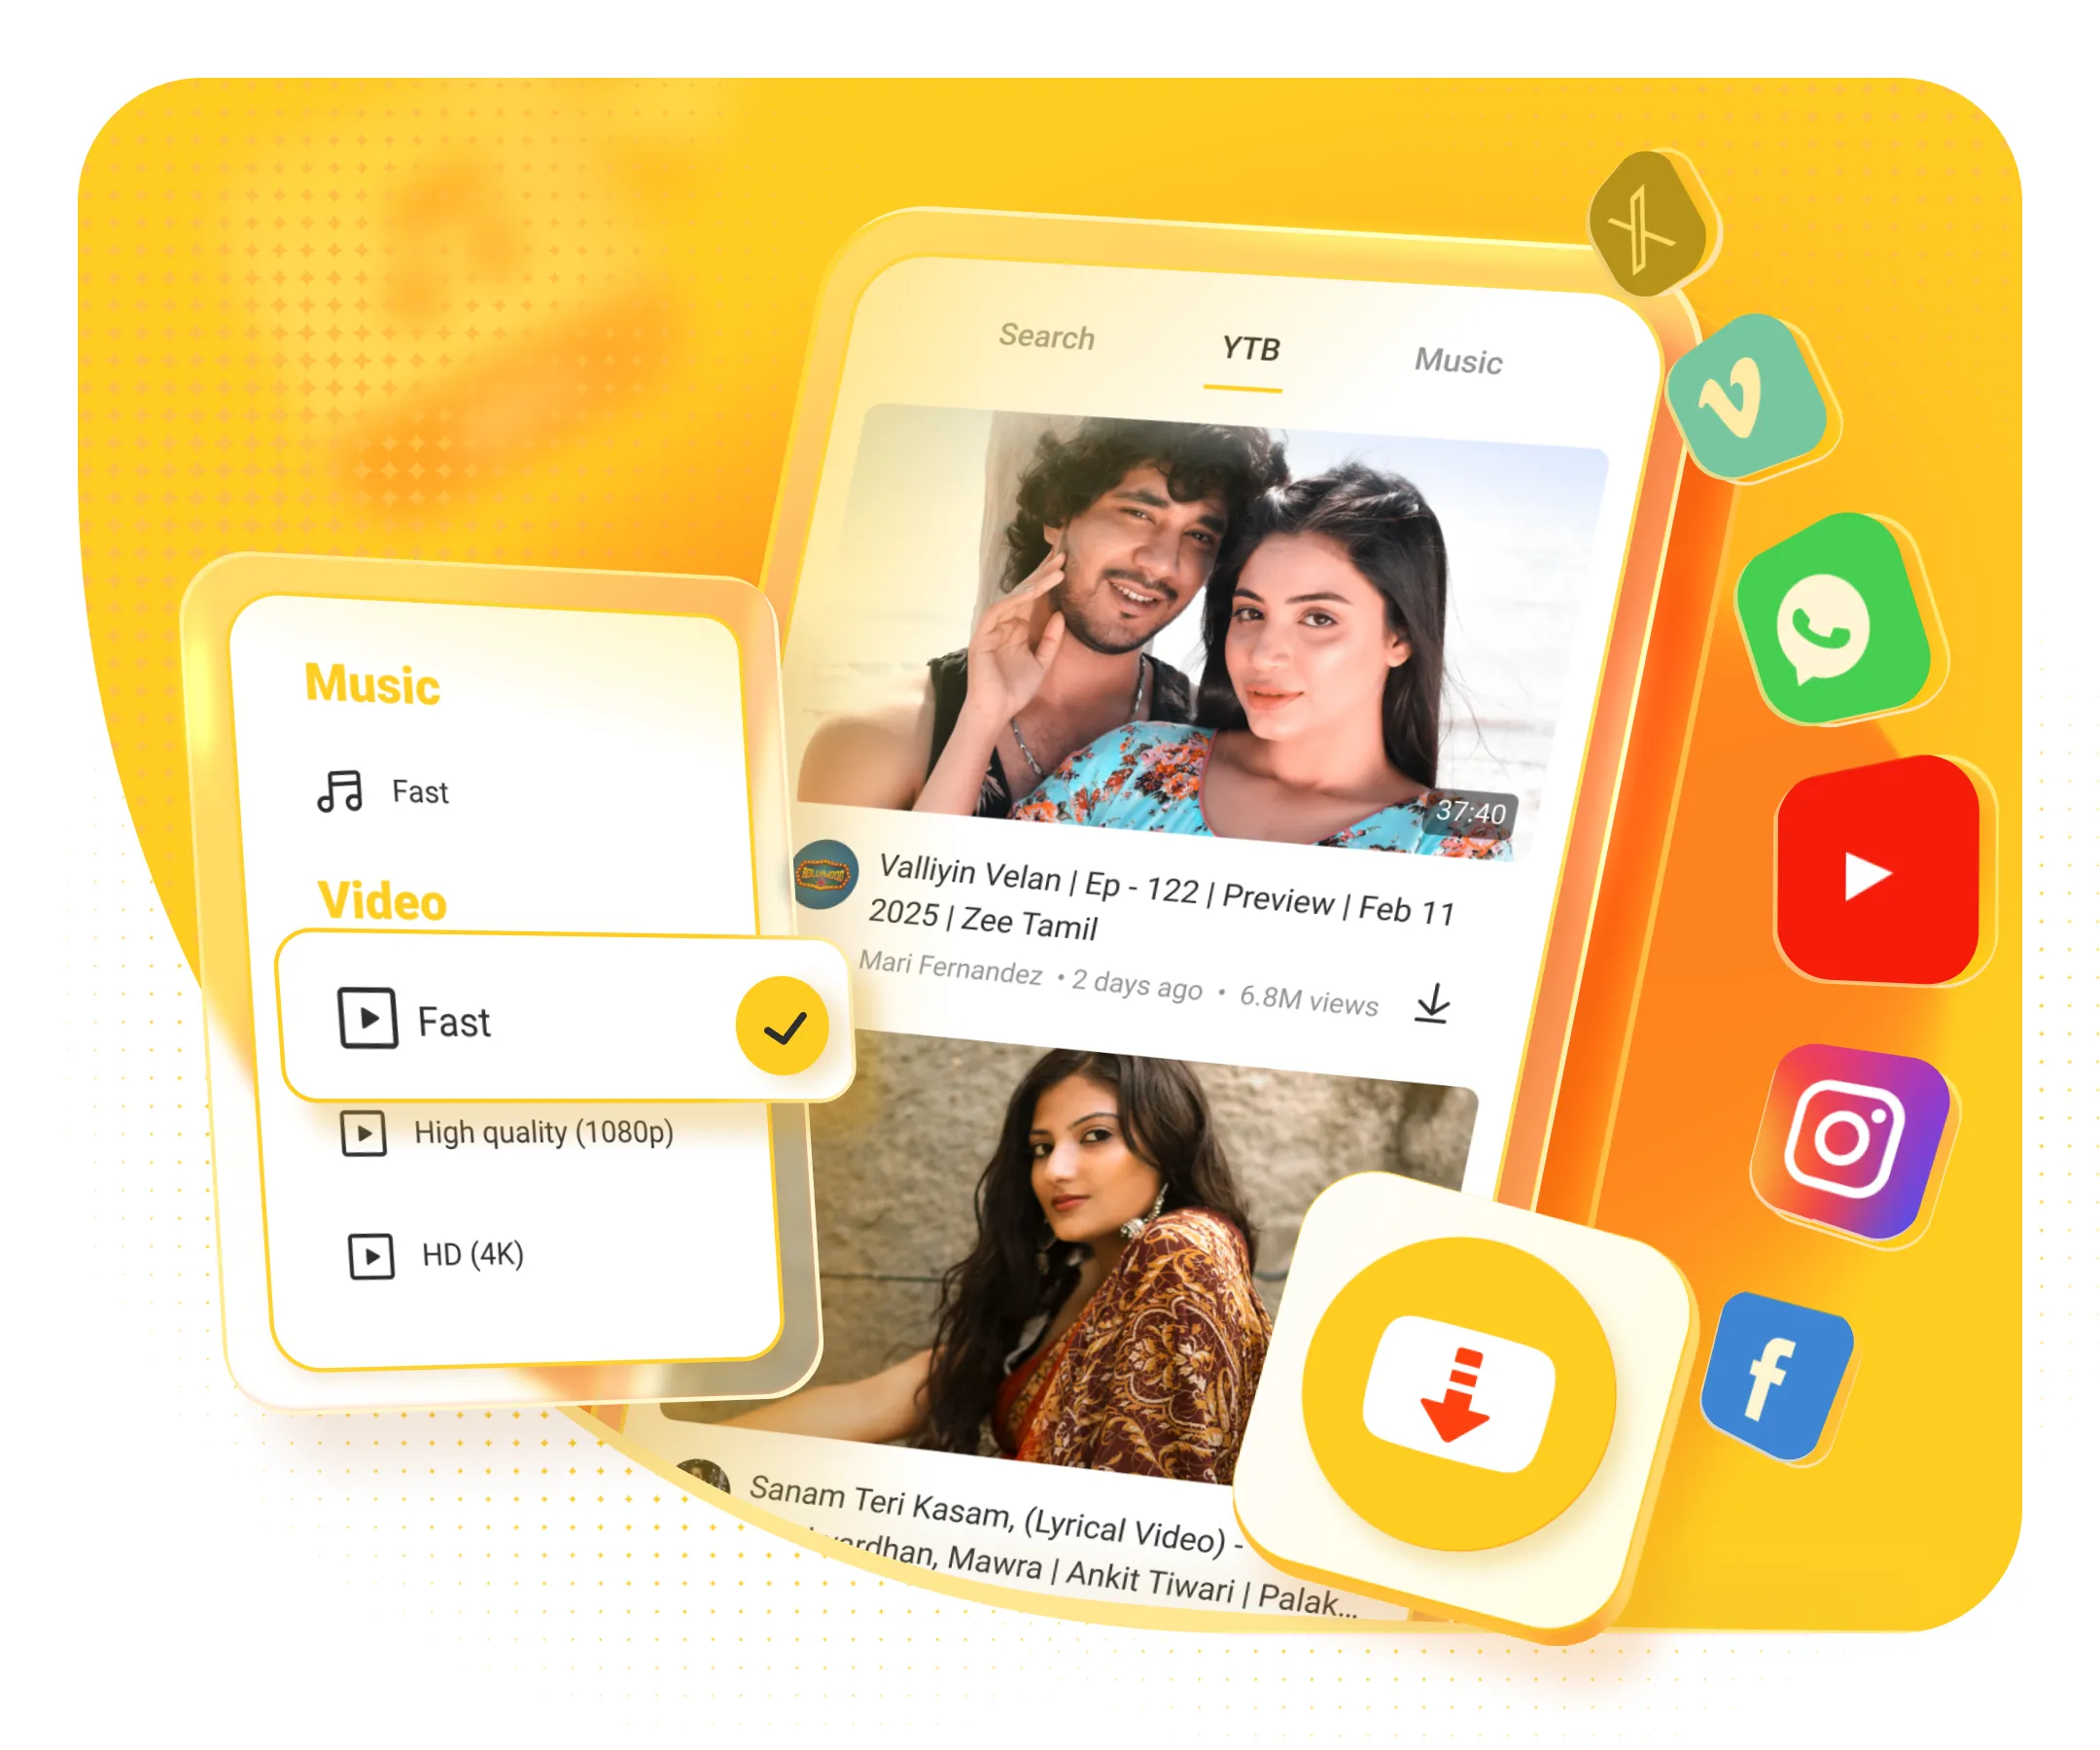 Search
YTB
Music
37:40
Valliyin Velan | Ep - 122 | Preview | Feb 11
2025 | Zee Tamil
Mari Fernandez • 2 days ago • 6.8M views
Music
Fast
Video
Fast
High quality (1080p)
HD (4K)
Sanam Teri Kasam, (Lyrical Video) -
Mawra | Ankit Tiwari | Palak...